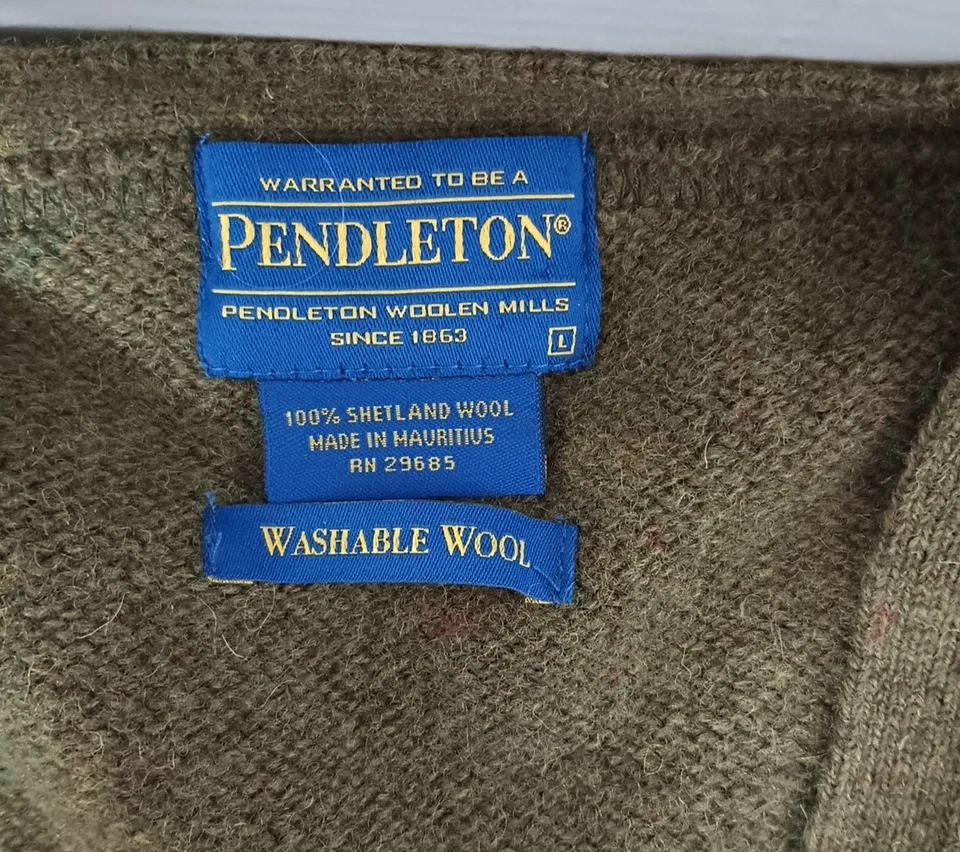 WARRANTED TO BE A
PENDLETON®
PENDLETON WOOLEN MILLS
SINCE 1863
L
100% SHETLAND WOOL
MADE IN MAURITIUS
RN 29685
WASHABLE WOOL